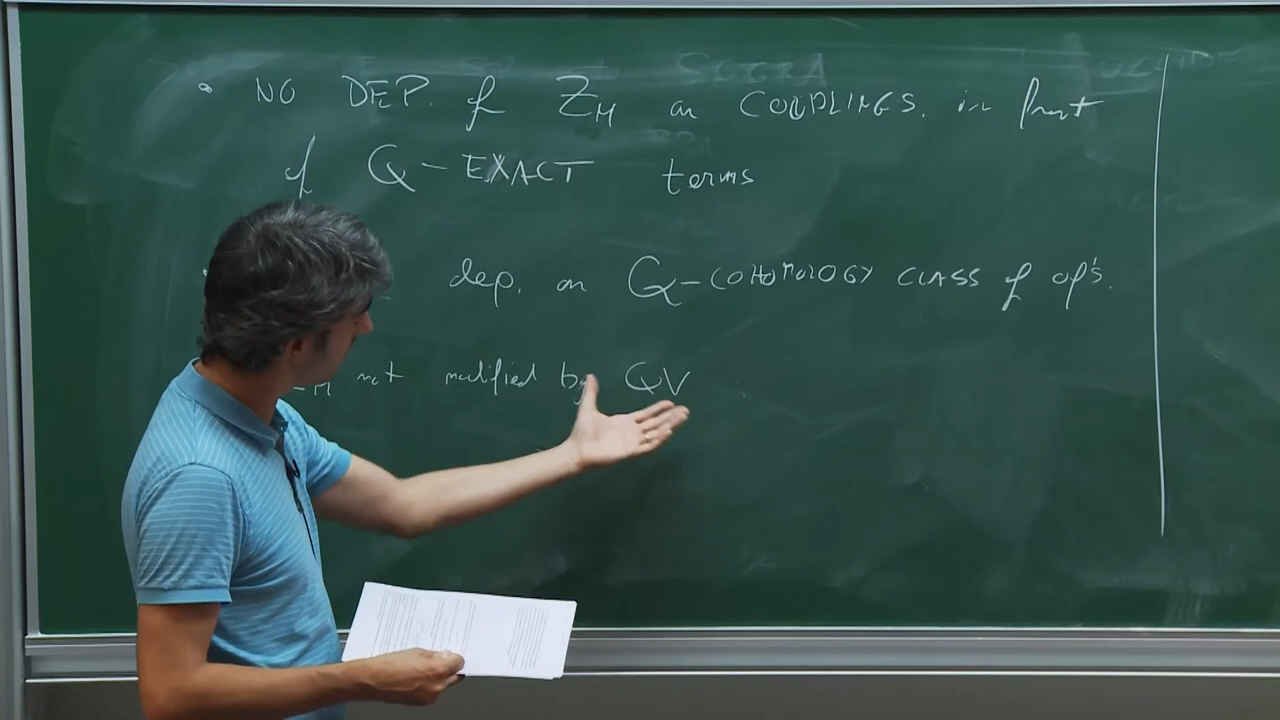 • NO DEP. of Z_M on COUPLINGS. in front
of Q-EXACT terms
dep. on Q-COHOMOLOGY CLASS of op's.
M not modified by QV